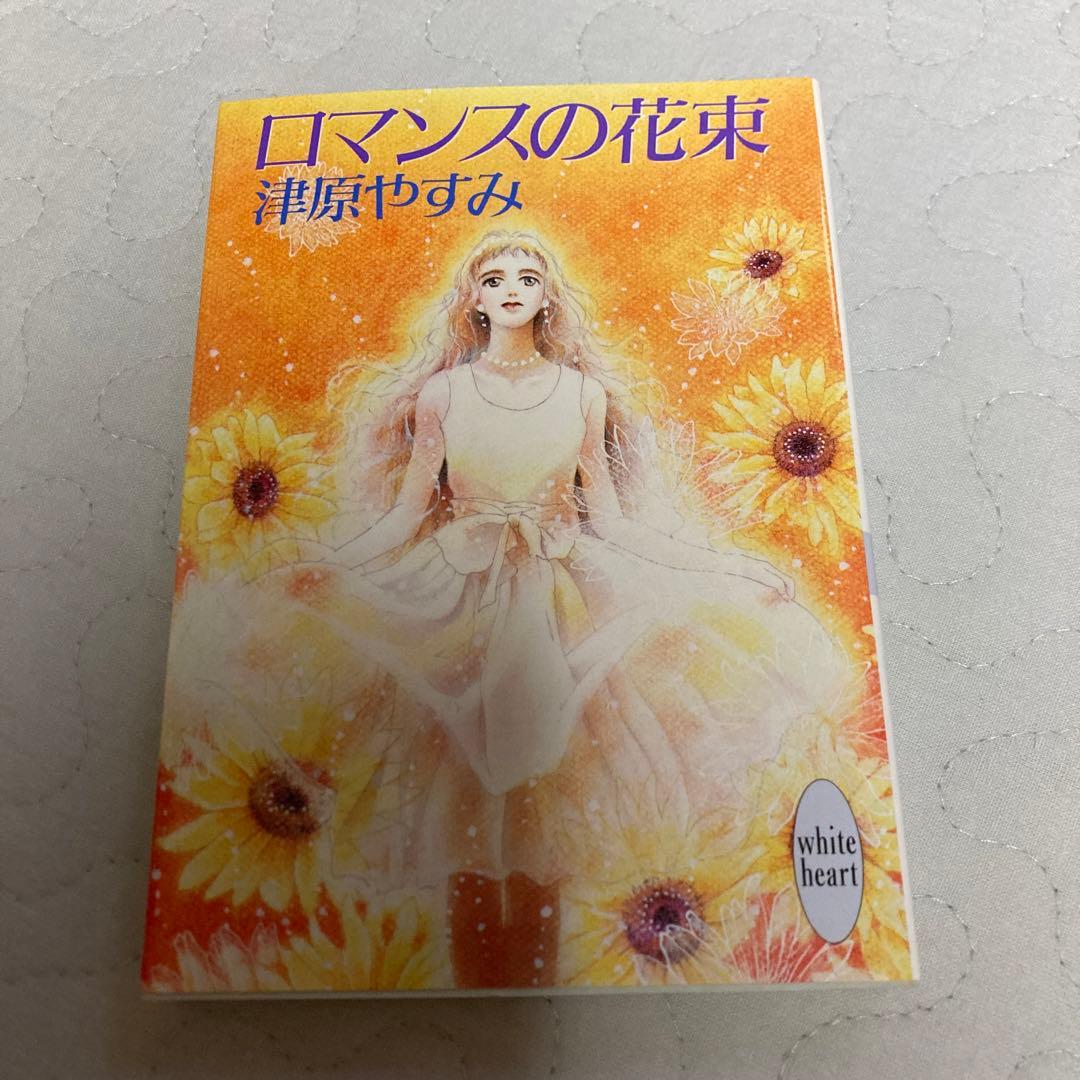 ロマンスの花束
津原やすみ
white
heart